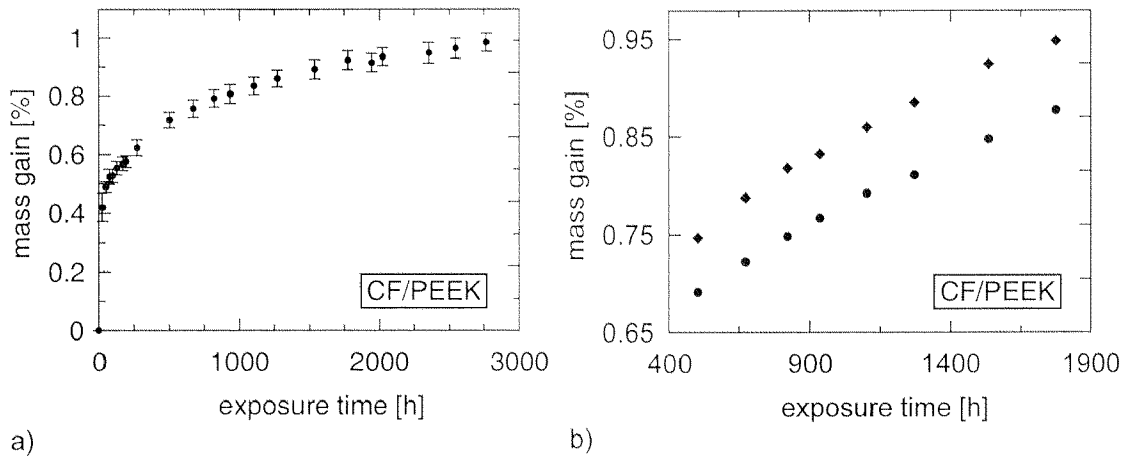 mass gain [%]
1
0.8
0.6
0.4
0.2
0
CF/PEEK
0
1000
2000
3000
exposure time [h]
a)
mass gain [%]
0.95
0.85
0.75
0.65
CF/PEEK
400
900
1400
1900
exposure time [h]
b)